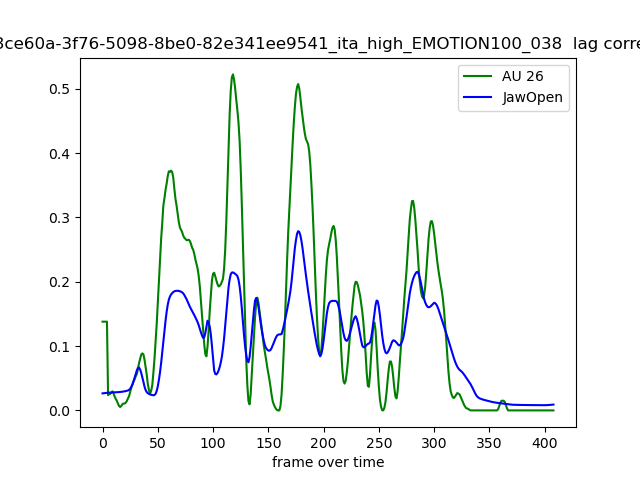 3ce60a-3f76-5098-8be0-82e341ee9541_ita_high_EMOTION100_038 lag corre
AU 26
JawOpen
0.5
0.4
0.3
0.2
0.1
0.0
0 50 100 150 200 250 300 350 400
frame over time